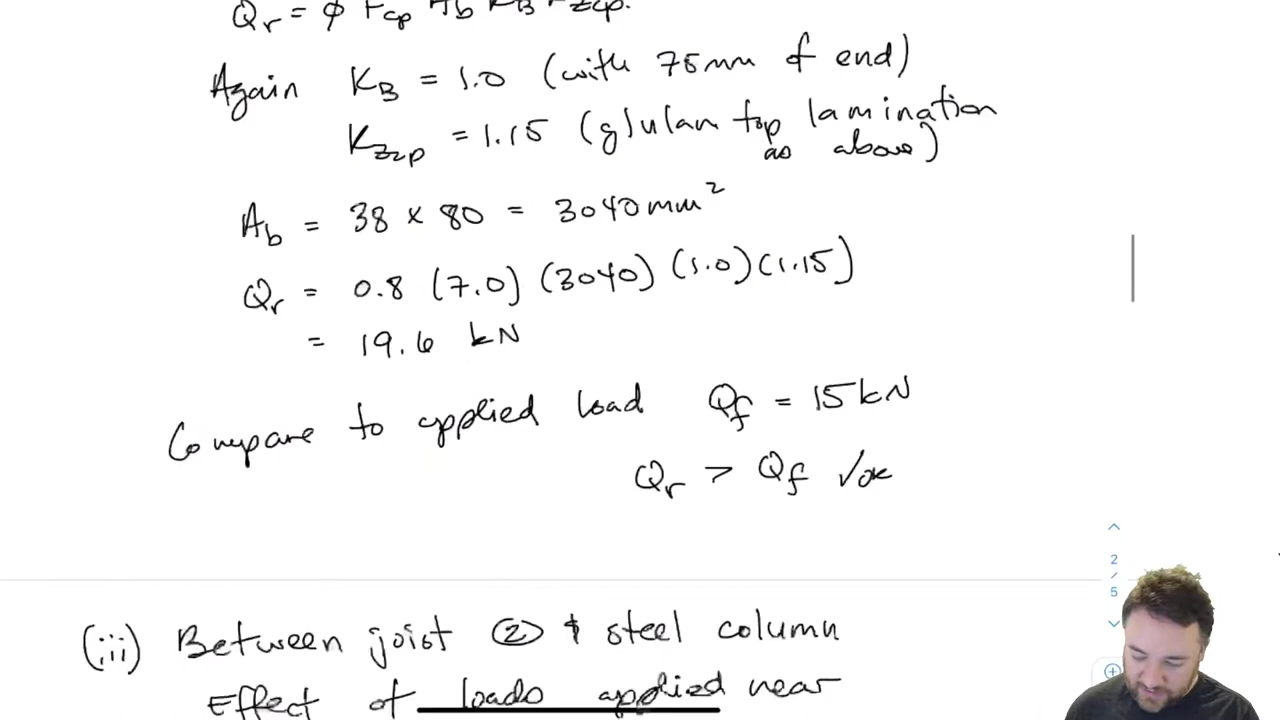 Qr = ϕ Fcp Ab KB Kzcp.
Again KB = 1.0 (with 75mm of end)
Kzcp = 1.15 (glulam top lamination
as above)
Ab = 38 × 80 = 3040 mm²
Qr = 0.8 (7.0) (3040) (1.0) (1.15)
= 19.6 kN
Compare to applied load Qf = 15 kN
Qr > Qf √ok
2
/
5
(iii) Between joist ② & steel column
Effect of loads applied near